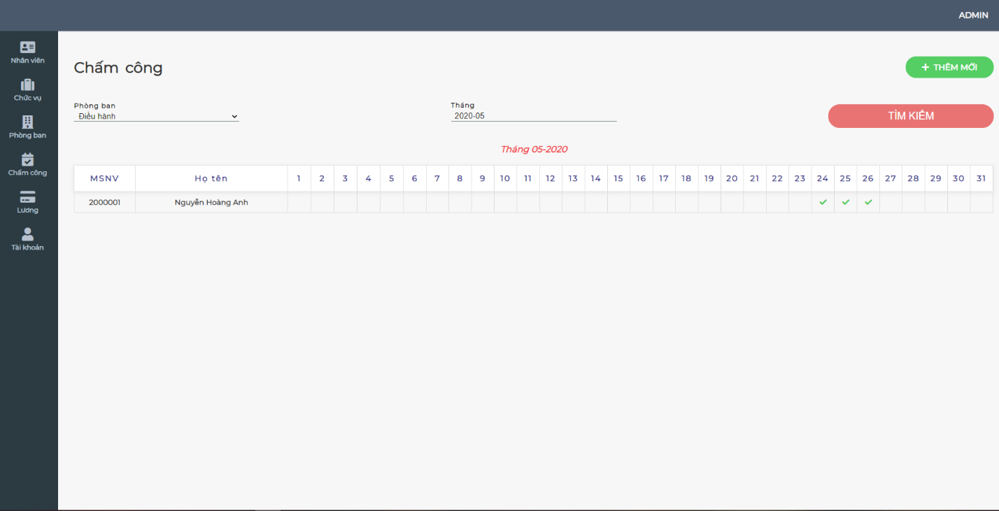 ADMIN
Nhân viên
Chức vụ
Phòng ban
Chấm công
Lương
Tài khoản
Chấm công
+ THÊM MỚI
Phòng ban
Điều hành
Tháng
2020-05
TÌM KIẾM
Tháng 05-2020
MSNV Họ tên 1 2 3 4 5 6 7 8 9 10 11 12 13 14 15 16 17 18 19 20 21 22 23 24 25 26 27 28 29 30 31
2000001 Nguyễn Hoàng Anh ✓ ✓ ✓